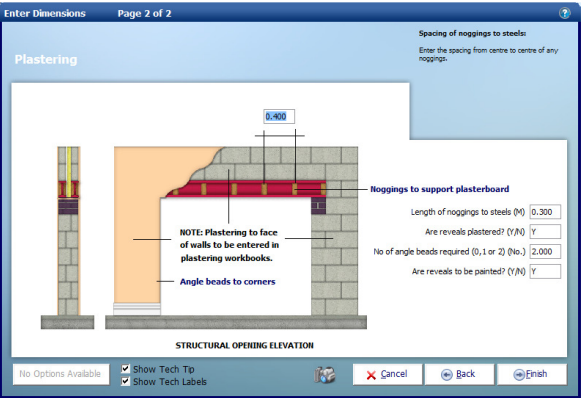 Enter Dimensions Page 2 of 2
?
Spacing of noggings to steels:
Enter the spacing from centre to centre of any
noggings.
Plastering
0.400
Noggings to support plasterboard
Length of noggings to steels (M) 0.300
Are reveals plastered? (Y/N) Y
No of angle beads required (0,1 or 2) (No.) 2.000
Are reveals to be painted? (Y/N) Y
NOTE: Plastering to face
of walls to be entered in
plastering workbooks.
Angle beads to corners
STRUCTURAL OPENING ELEVATION
No Options Available
Show Tech Tip
Show Tech Labels
Cancel
Back
Finish